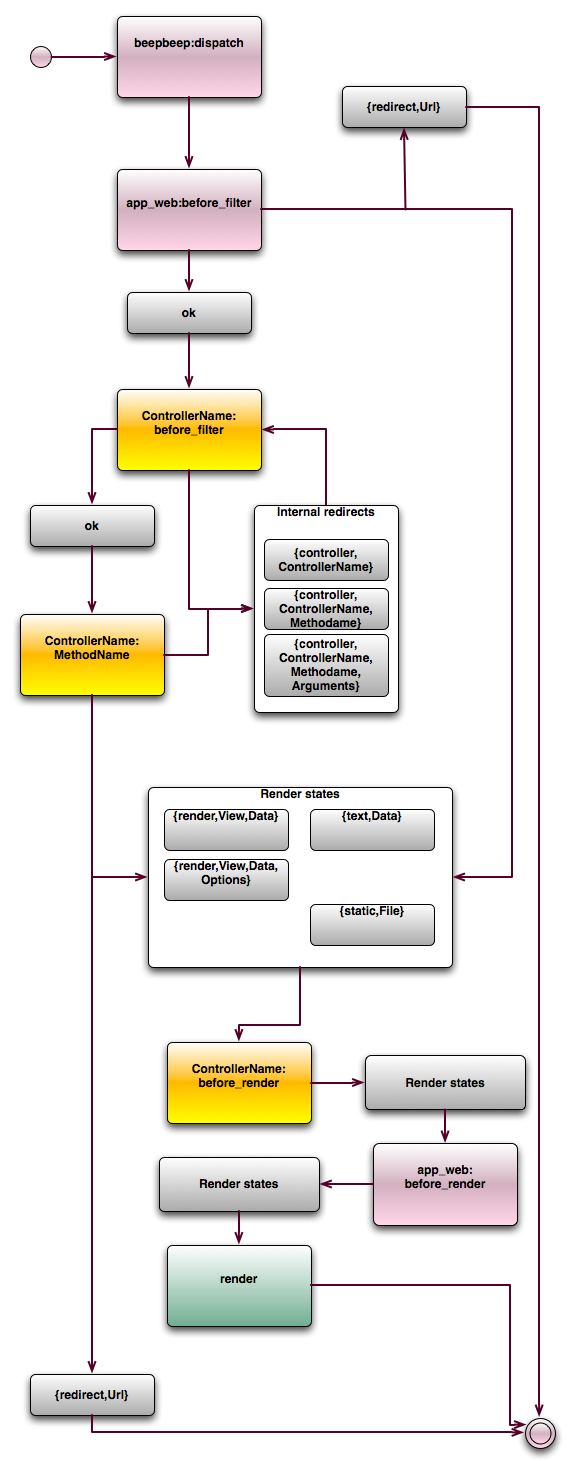 beepbeep:dispatch
{redirect,Url}
app_web:before_filter
ok
ControllerName:
before_filter
ok
Internal redirects
{controller,
ControllerName}
{controller,
ControllerName,
Methodame}
{controller,
ControllerName,
Methodame,
Arguments}
ControllerName:
MethodName
Render states
{render,View,Data}
{text,Data}
{render,View,Data,
Options}
{static,File}
ControllerName:
before_render
Render states
app_web:
before_render
Render states
render
{redirect,Url}